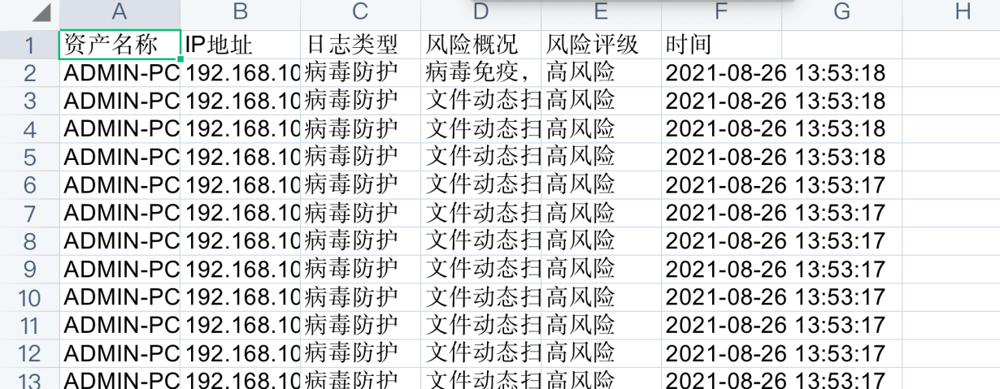 A B C D E F G H
1 资产名称 IP地址 日志类型 风险概况 风险评级 时间
2 ADMIN-PC 192.168.10 病毒防护 病毒免疫， 高风险 2021-08-26 13:53:18
3 ADMIN-PC 192.168.10 病毒防护 文件动态扫 高风险 2021-08-26 13:53:18
4 ADMIN-PC 192.168.10 病毒防护 文件动态扫 高风险 2021-08-26 13:53:18
5 ADMIN-PC 192.168.10 病毒防护 文件动态扫 高风险 2021-08-26 13:53:18
6 ADMIN-PC 192.168.10 病毒防护 文件动态扫 高风险 2021-08-26 13:53:17
7 ADMIN-PC 192.168.10 病毒防护 文件动态扫 高风险 2021-08-26 13:53:17
8 ADMIN-PC 192.168.10 病毒防护 文件动态扫 高风险 2021-08-26 13:53:17
9 ADMIN-PC 192.168.10 病毒防护 文件动态扫 高风险 2021-08-26 13:53:17
10 ADMIN-PC 192.168.10 病毒防护 文件动态扫 高风险 2021-08-26 13:53:17
11 ADMIN-PC 192.168.10 病毒防护 文件动态扫 高风险 2021-08-26 13:53:17
12 ADMIN-PC 192.168.10 病毒防护 文件动态扫 高风险 2021-08-26 13:53:17
13 ADMIN-PC 192.168.10 病毒防护 文件动态扫 高风险 2021-08-26 13:53:17